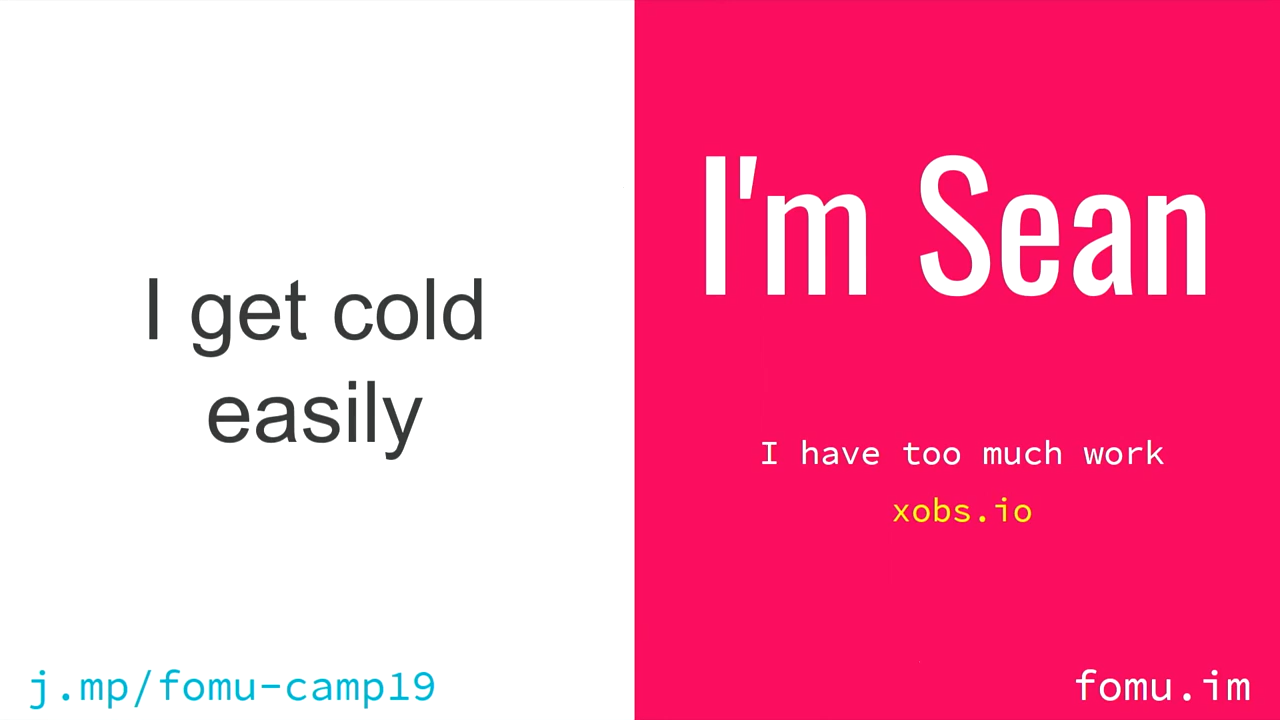 I get cold
easily
j.mp/fomu-camp19
I'm Sean
I have too much work
xobs.io
fomu.im